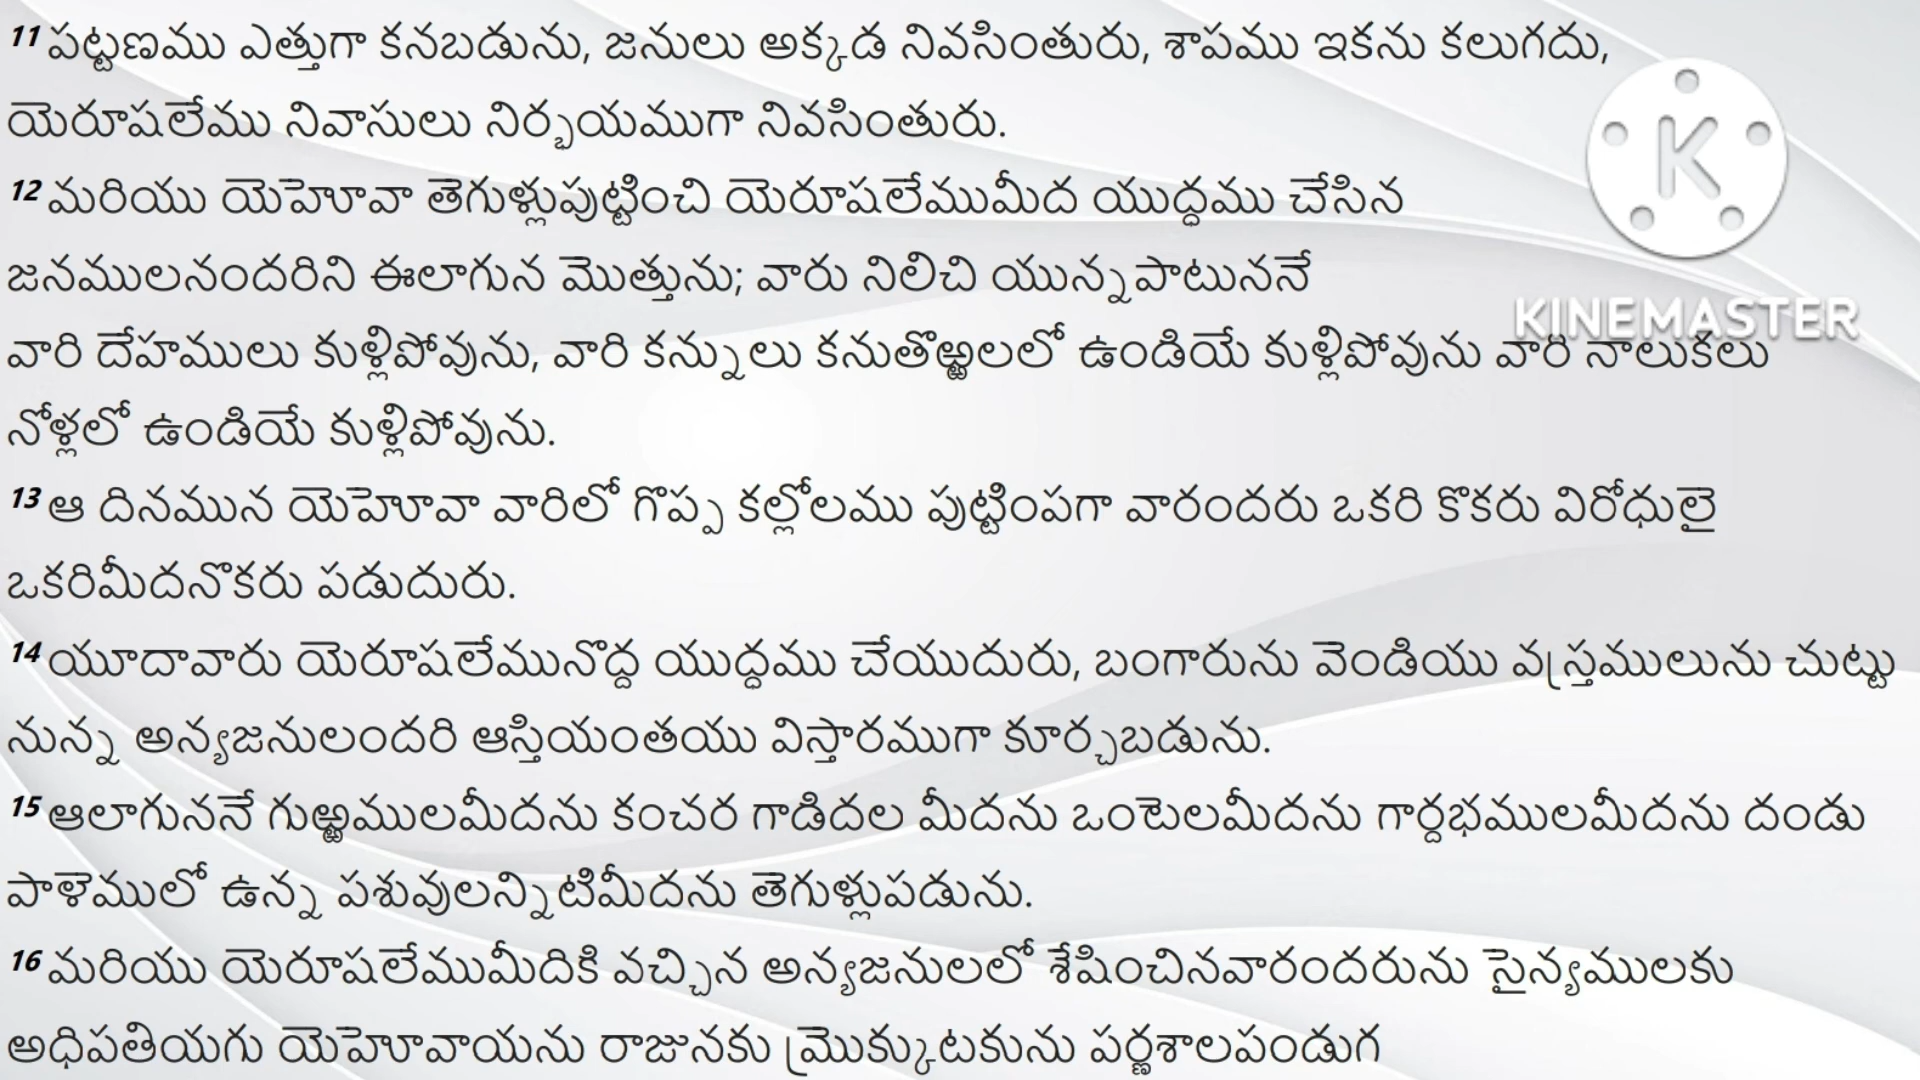 11 పట్టణము ఎత్తుగా కనబడును, జనులు అక్కడ నివసింతురు, శాపము ఇకను కలుగదు,
యెరూషలేము నివాసులు నిర్భయముగా నివసింతురు.
12 మరియు యెహెూవా తెగుళ్లుపుట్టించి యెరూషలేముమీద యుద్ధము చేసిన
జనములనందరిని ఈలాగున మొత్తును; వారు నిలిచి యున్నపాటుననే
వారి దేహములు కుళ్లిపోవును, వారి కన్నులు కనుతొఱ్ఱలలో ఉండియే కుళ్లిపోవును వారి నాలుకలు
నోళ్లలో ఉండియే కుళ్లిపోవును.
13 ఆ దినమున యెహెూవా వారిలో గొప్ప కల్లోలము పుట్టింపగా వారందరు ఒకరి కొకరు విరోధులై
ఒకరిమీదనొకరు పడుదురు.
14 యూదావారు యెరూషలేమునొద్ద యుద్ధము చేయుదురు, బంగారును వెండియు వస్త్రములును చుట్టు
నున్న అన్యజనులందరి ఆస్తియంతయు విస్తారముగా కూర్చబడును.
15 ఆలాగుననే గుఱ్ఱములమీదను కంచర గాడిదల మీదను ఒంటెలమీదను గార్దభములమీదను దండు
పాళెములో ఉన్న పశువులన్నిటిమీదను తెగుళ్లుపడును.
16 మరియు యెరూషలేముమీదికి వచ్చిన అన్యజనులలో శేషించినవారందరును సైన్యములకు
అధిపతియగు యెహెూవాయను రాజునకు మ్రొక్కుటకును పర్ణశాలపండుగ
K
KINEMASTER